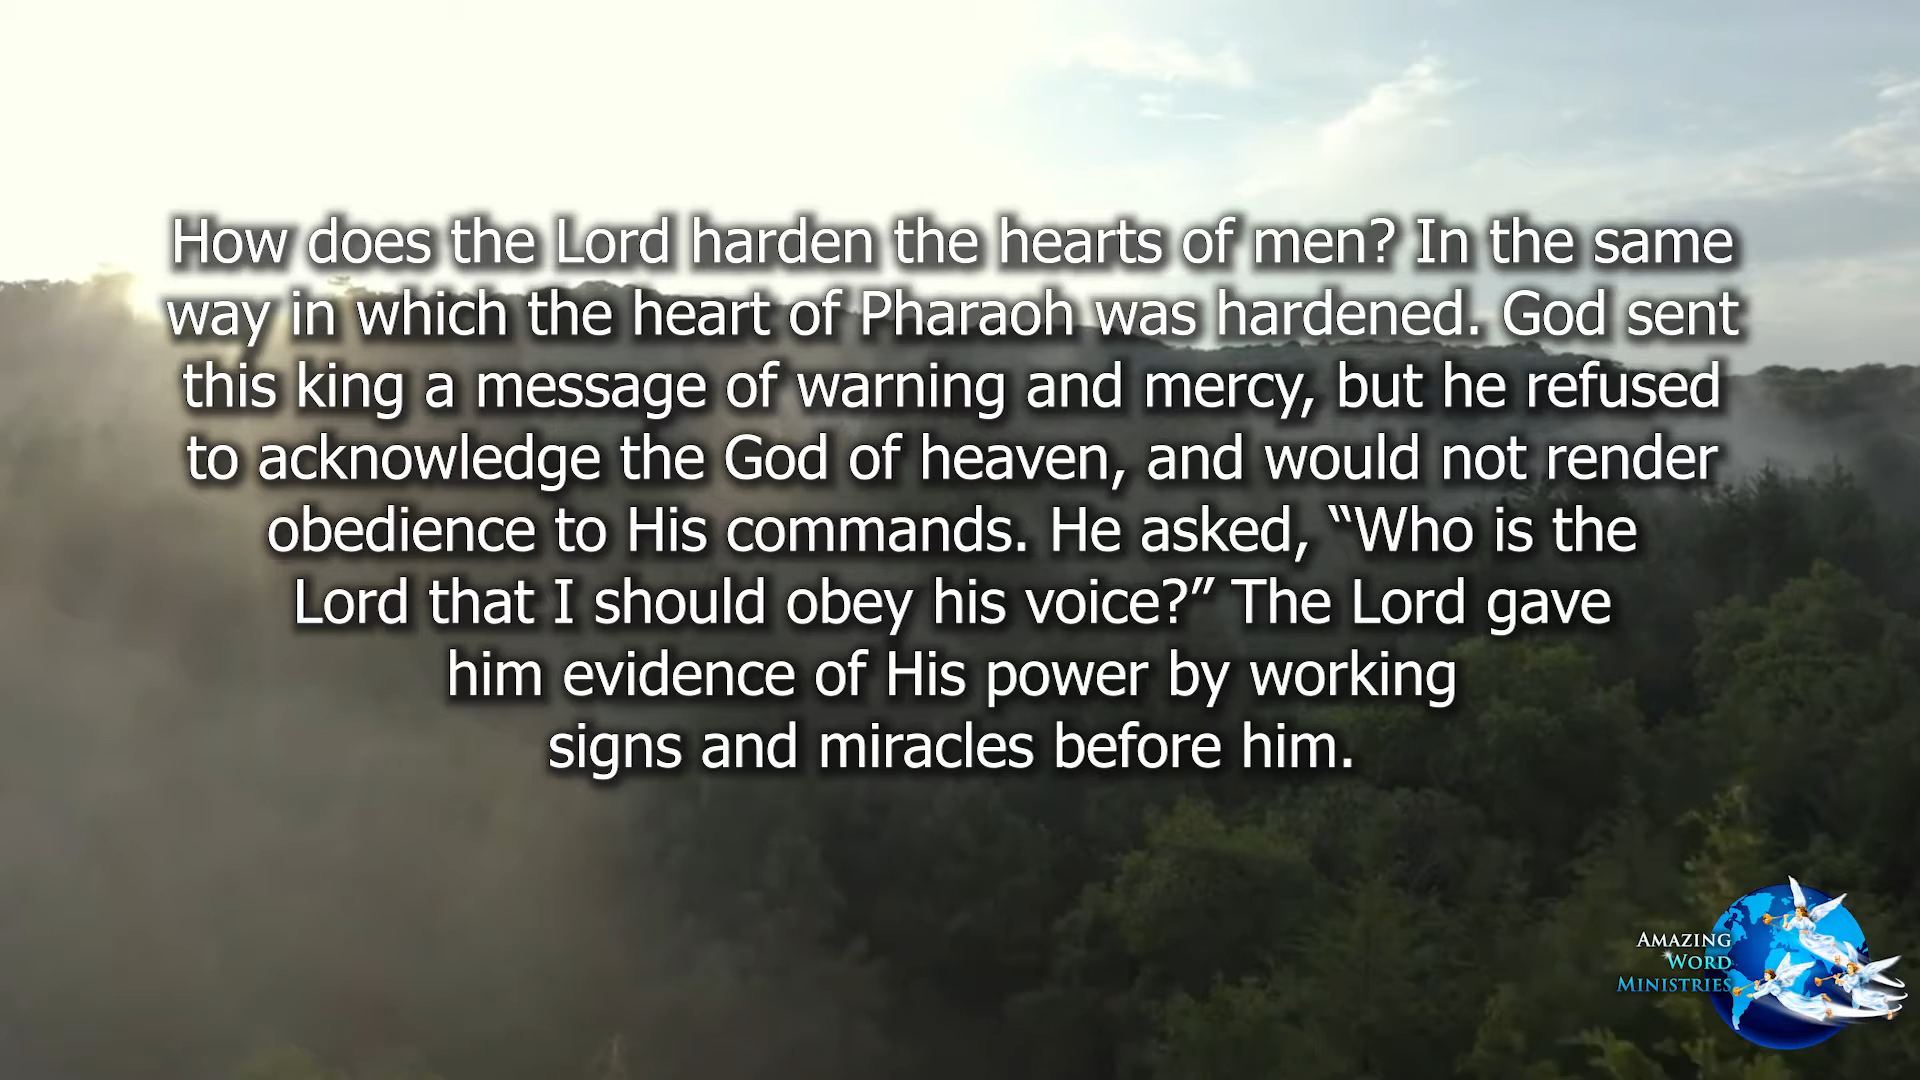 How does the Lord harden the hearts of men? In the same
way in which the heart of Pharaoh was hardened. God sent
this king a message of warning and mercy, but he refused
to acknowledge the God of heaven, and would not render
obedience to His commands. He asked, “Who is the
Lord that I should obey his voice?” The Lord gave
him evidence of His power by working
signs and miracles before him.
AMAZING
WORD
MINISTRIES